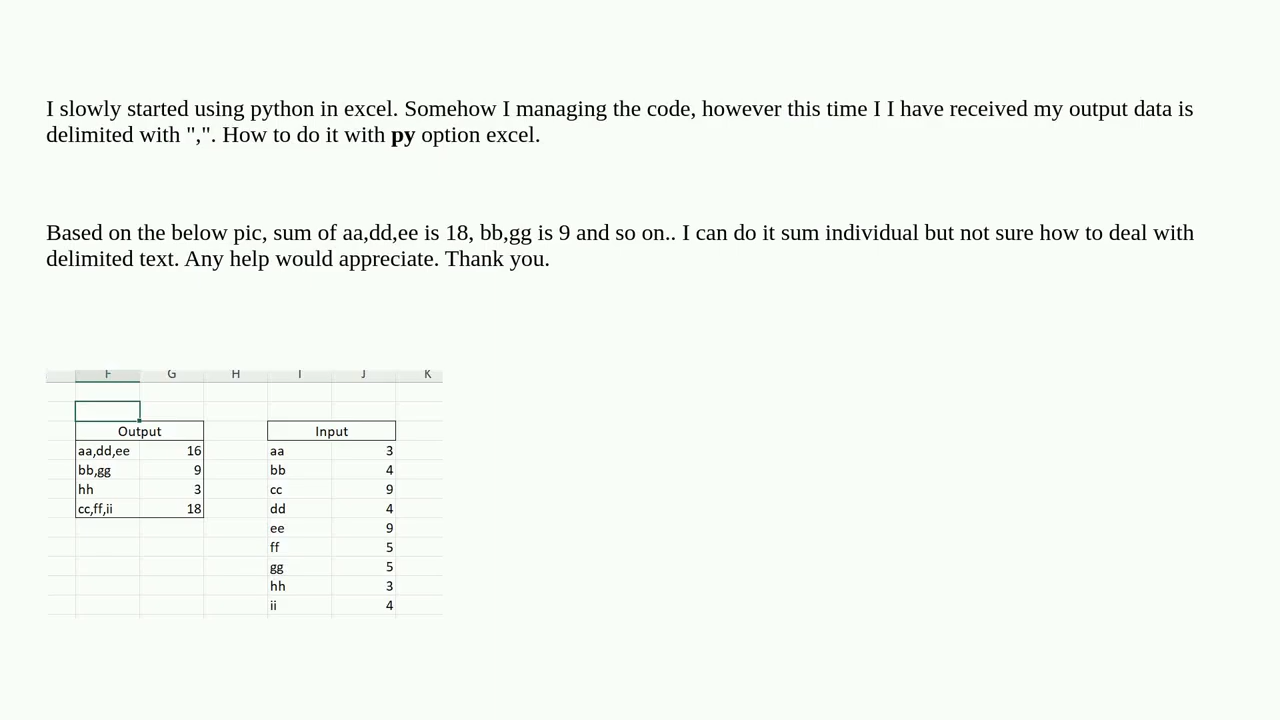 I slowly started using python in excel. Somehow I managing the code, however this time I I have received my output data is
delimited with ",". How to do it with py option excel.
Based on the below pic, sum of aa,dd,ee is 18, bb,gg is 9 and so on.. I can do it sum individual but not sure how to deal with
delimited text. Any help would appreciate. Thank you.
F G H I J K
Output Input
aa,dd,ee 16 aa 3
bb,gg 9 bb 4
hh 3 cc 9
cc,ff,ii 18 dd 4
ee 9
ff 5
gg 5
hh 3
ii 4